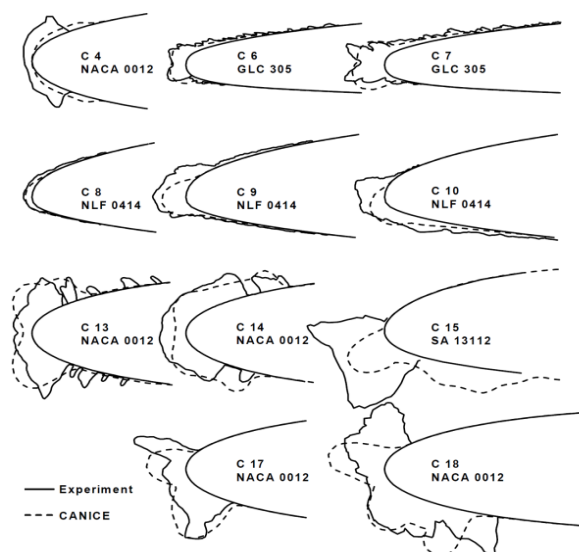 C 4
NACA 0012
C 6
GLC 305
C 7
GLC 305
C 8
NLF 0414
C 9
NLF 0414
C 10
NLF 0414
C 13
NACA 0012
C 14
NACA 0012
C 15
SA 13112
C 17
NACA 0012
C 18
NACA 0012
Experiment
CANICE